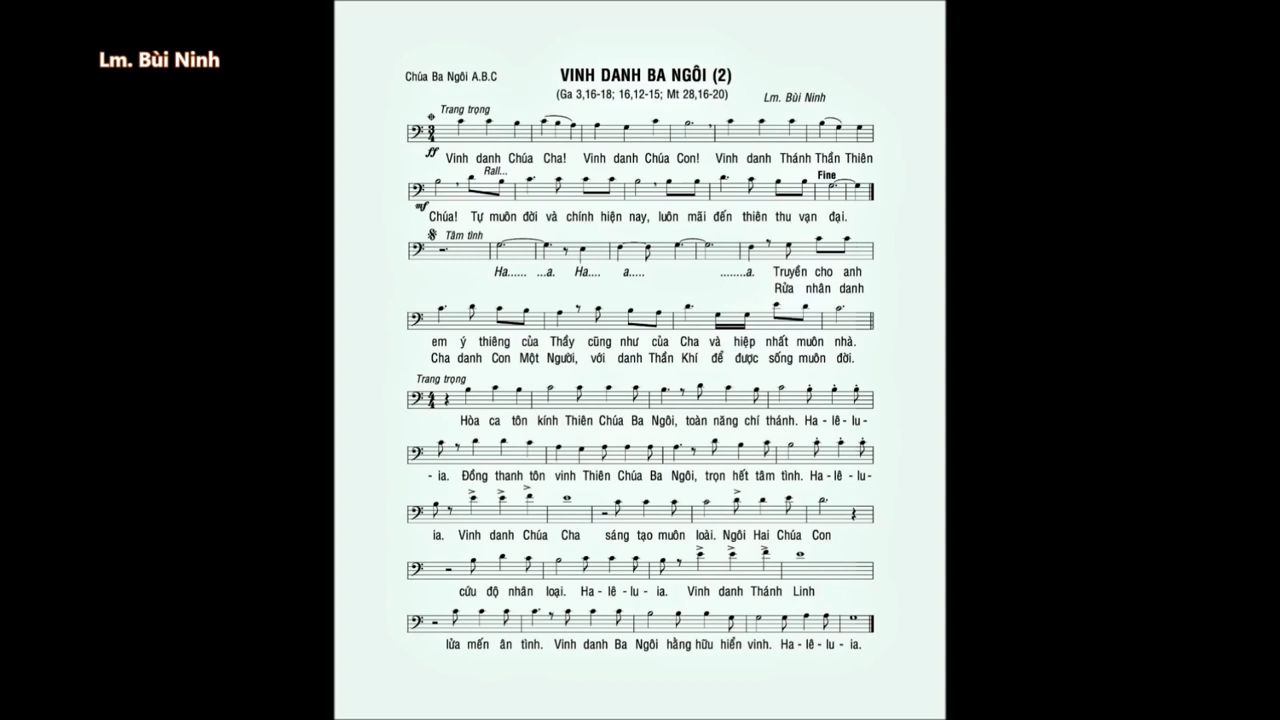 Lm. Bùi Ninh
Chúa Ba Ngôi A.B.C
VINH DANH BA NGÔI (2)
(Ga 3,16-18; 16,12-15; Mt 28,16-20)
Lm. Bùi Ninh
Trang trọng
ff Vinh danh Chúa Cha! Vinh danh Chúa Con! Vinh danh Thánh Thần Thiên
Rall... Fine
mf Chúa! Tự muôn đời và chính hiện nay, luôn mãi đến thiên thu vạn đại.
Tâm tình
Ha...... ...a. Ha.... a..... ........a. Truyền cho anh
Rửa nhân danh
em ý thiêng của Thầy cũng như của Cha và hiệp nhất muôn nhà.
Cha danh Con Một Người, với danh Thần Khí để được sống muôn đời.
Trang trọng
Hòa ca tôn kính Thiên Chúa Ba Ngôi, toàn năng chí thánh. Ha - lê - lu -
- ia. Đồng thanh tôn vinh Thiên Chúa Ba Ngôi, trọn hết tâm tình. Ha - lê - lu -
ia. Vinh danh Chúa Cha sáng tạo muôn loài. Ngôi Hai Chúa Con
cứu độ nhân loại. Ha - lê - lu - ia. Vinh danh Thánh Linh
lửa mến ân tình. Vinh danh Ba Ngôi hằng hữu hiển vinh. Ha - lê - lu - ia.